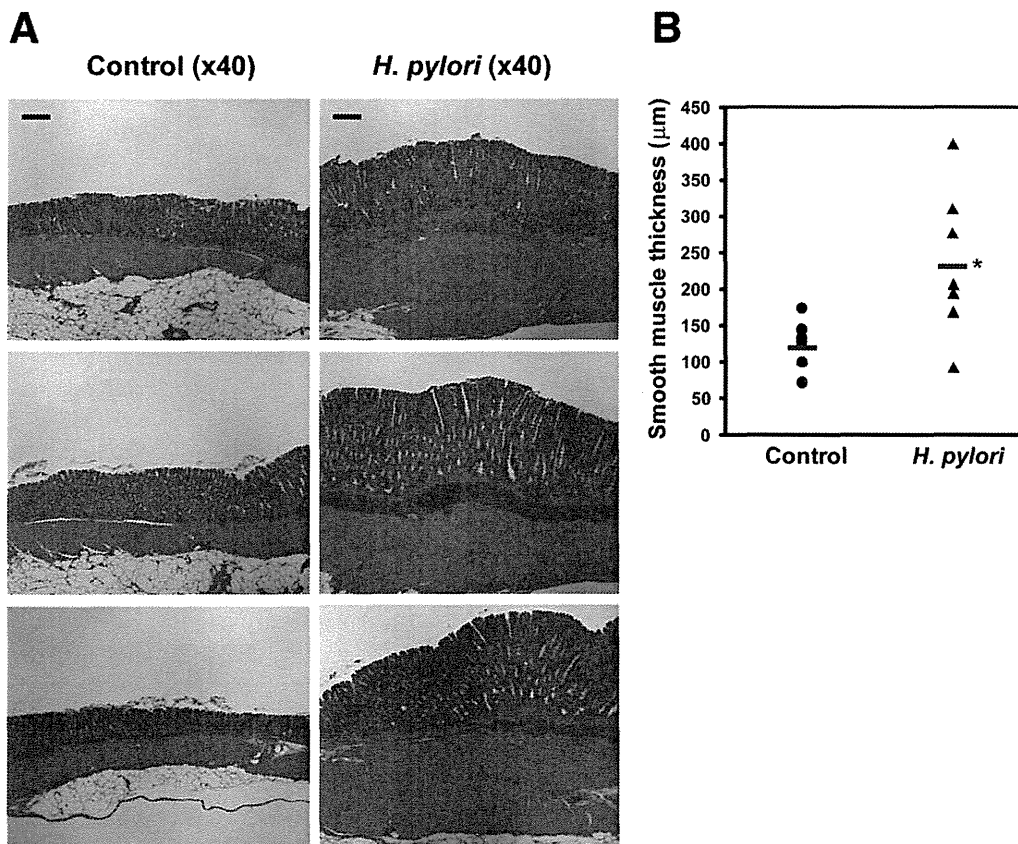 A
Control (x40)
H. pylori (x40)
B
Smooth muscle thickness (μm)
450
400
350
300
250
200
150
100
50
0
*
Control
H. pylori